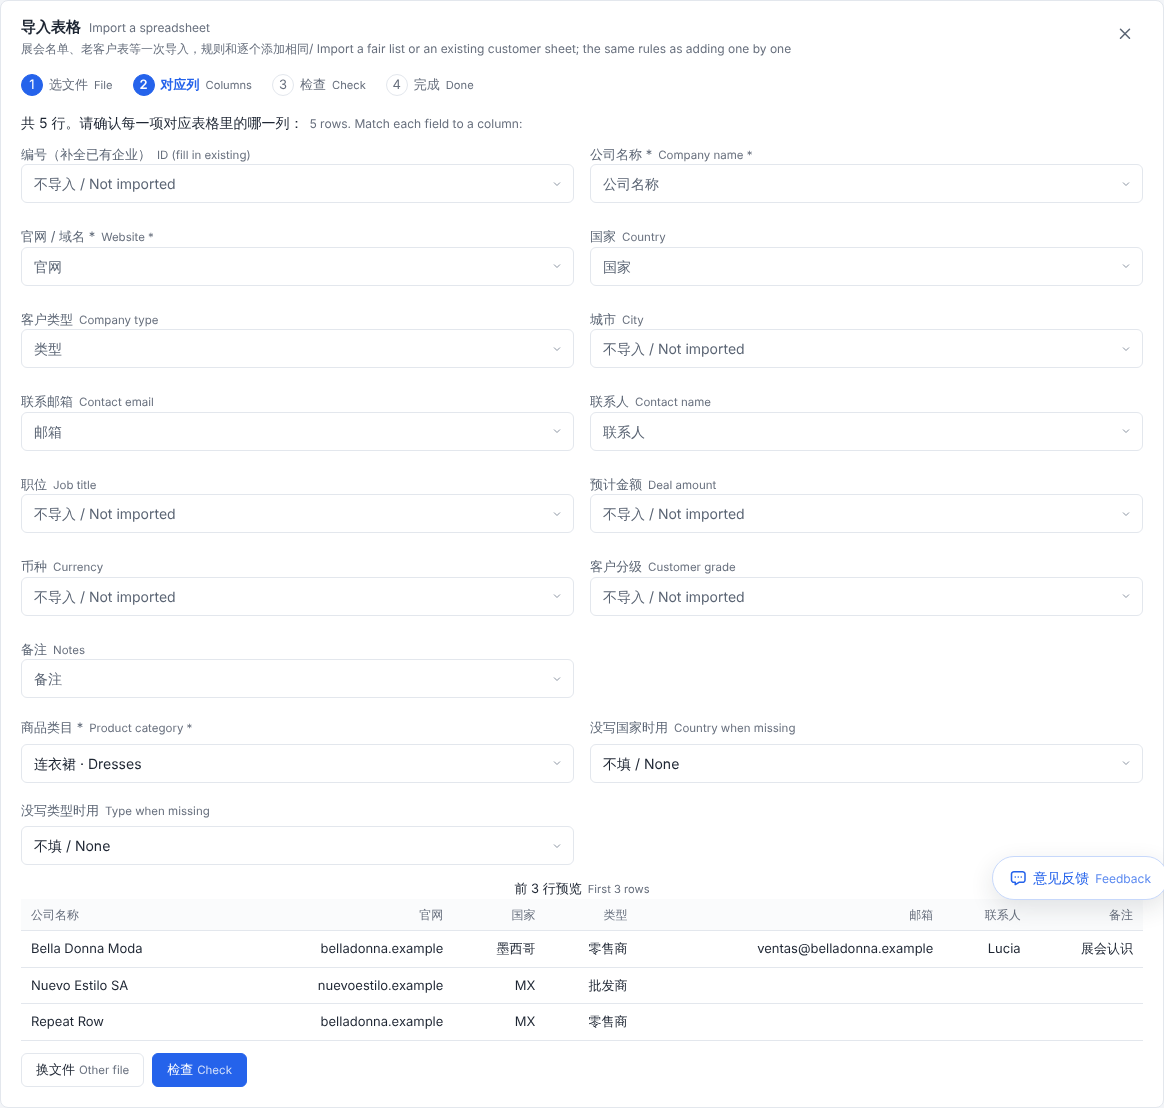 导入表格 Import a spreadsheet
展会名单、老客户表等一次导入，规则和逐个添加相同/ Import a fair list or an existing customer sheet; the same rules as adding one by one
1 选文件 File 2 对应列 Columns 3 检查 Check 4 完成 Done
共 5 行。请确认每一项对应表格里的哪一列： 5 rows. Match each field to a column:
编号（补全已有企业） ID (fill in existing) 公司名称 * Company name *
不导入 / Not imported 公司名称
官网 / 域名 * Website * 国家 Country
官网 国家
客户类型 Company type 城市 City
类型 不导入 / Not imported
联系邮箱 Contact email 联系人 Contact name
邮箱 联系人
职位 Job title 预计金额 Deal amount
不导入 / Not imported 不导入 / Not imported
币种 Currency 客户分级 Customer grade
不导入 / Not imported 不导入 / Not imported
备注 Notes
备注
商品类目 * Product category * 没写国家时用 Country when missing
连衣裙 · Dresses 不填 / None
没写类型时用 Type when missing
不填 / None
意见反馈 Feedback
前 3 行预览 First 3 rows
公司名称 官网 国家 类型 邮箱 联系人 备注
Bella Donna Moda belladonna.example 墨西哥 零售商 ventas@belladonna.example Lucia 展会认识
Nuevo Estilo SA nuevoestilo.example MX 批发商
Repeat Row belladonna.example MX 零售商
换文件 Other file 检查 Check